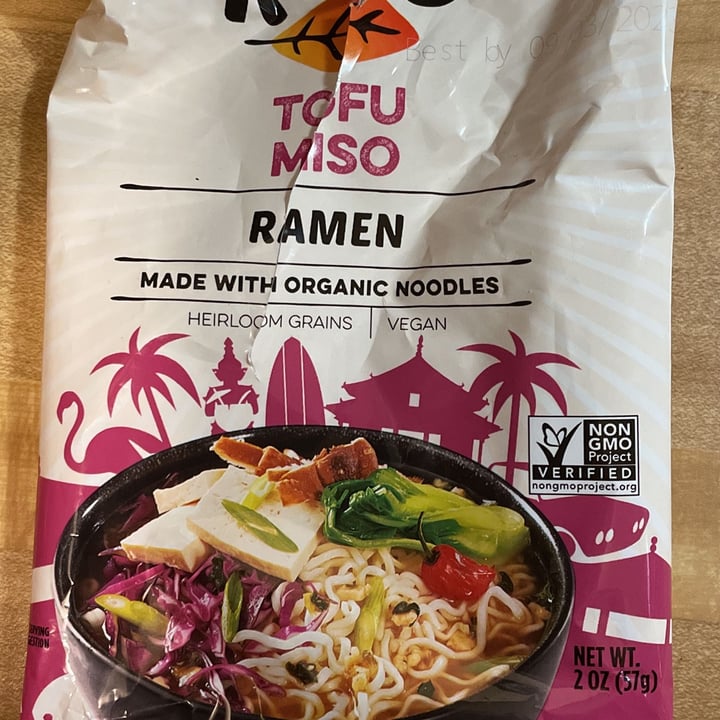 Best by
TOFU
MISO
RAMEN
MADE WITH ORGANIC NOODLES
HEIRLOOM GRAINS | VEGAN
NON
GMO
Project
VERIFIED
nongmoproject.org
NET WT.
2 OZ (57g)